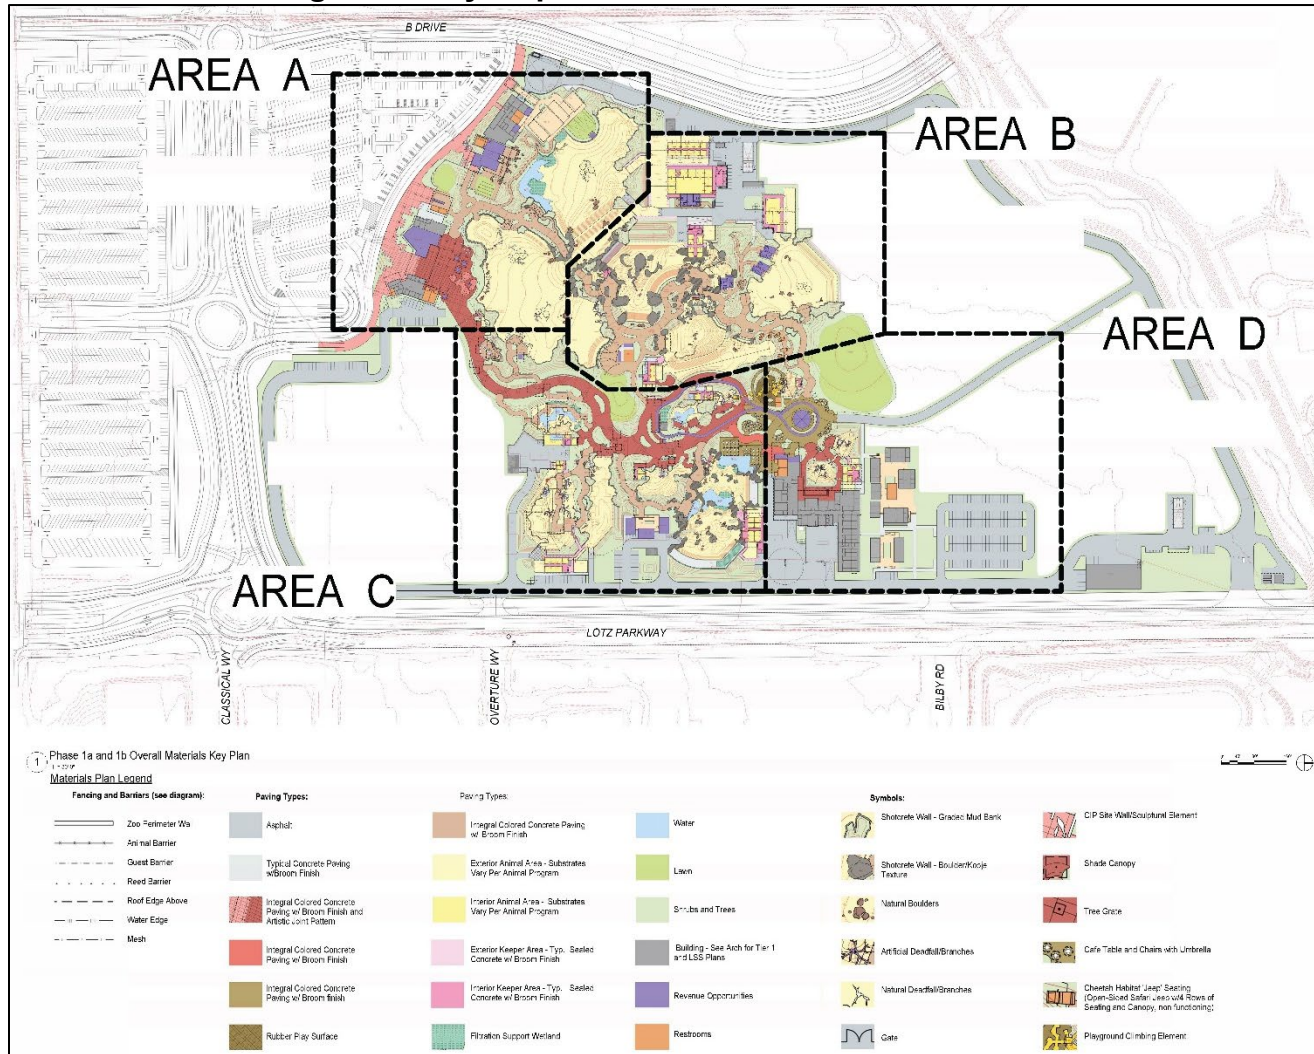 B DRIVE
AREA A
AREA B
AREA D
AREA C
LOTZ PARKWAY
CLASSICAL WY
OVERTURE WY
BILBY RD
1
Phase 1a and 1b Overall Materials Key Plan
Materials Plan Legend
Fencing and Barriers (see diagram):
Zoo Perimeter Wa
Animal Barrier
Guest Barrier
Reed Barrier
Roof Edge Above
Water Edge
Mesh
Paving Types:
Asphalt
Typical Concrete Paving
w/Broom Finish
Integral Colored Concrete
Paving w/ Broom Finish and
Artistic Joint Pattern
Integral Colored Concrete
Paving w/ Broom Finish
Integral Colored Concrete
Paving w/ Broom finish
Rubber Play Surface
Paving Types:
Integral Colored Concrete Paving
w/ Broom Finish
Exterior Animal Area - Substrates
Vary Per Animal Program
Interior Animal Area - Substrates
Vary Per Animal Program
Exterior Keeper Area - Typ. Sealed
Concrete w/ Broom Finish
Interior Keeper Area - Typ. Sealed
Concrete w/ Broom Finish
Filtration Support Wetland
Water
Lawn
Shrubs and Trees
Building - See Arch for Tier 1
and LSS Plans
Revenue Opportunities
Restrooms
Symbols:
Shotcrete Wall - Graded Mud Bank
Shotcrete Wall - Boulder/Kopje
Texture
Natural Boulders
Artificial Deadfall/Branches
Natural Deadfall/Branches
Gate
CIP Site Wall/Sculptural Element
Shade Canopy
Tree Grate
Cafe Table and Chairs with Umbrella
Cheetah Habitat 'Jeep' Seating
(Open-Sided Safari Jeep w/4 Rows of
Seating and Canopy, non functioning)
Playground Climbing Element